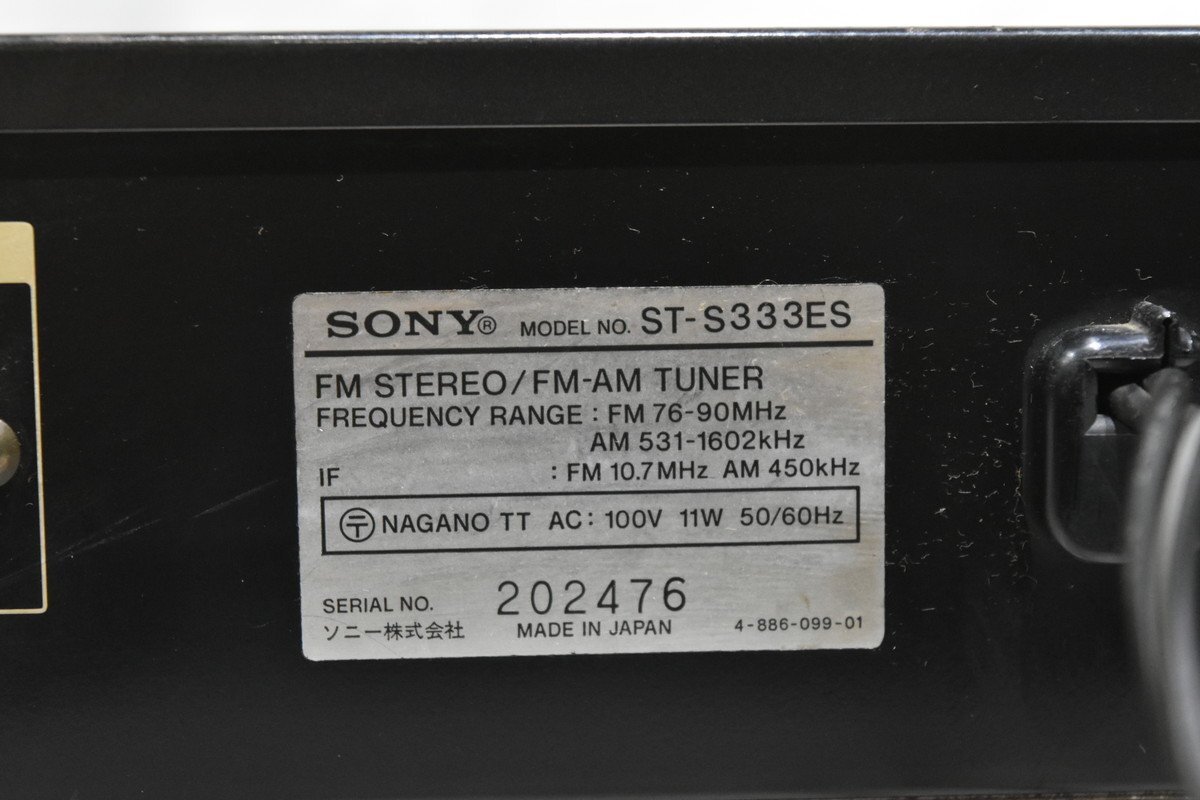 SONY® MODEL NO. ST-S333ES
FM STEREO/FM-AM TUNER
FREQUENCY RANGE : FM 76-90MHz
AM 531-1602kHz
IF : FM 10.7MHz AM 450kHz
〶 NAGANO TT AC: 100V 11W 50/60Hz
SERIAL NO. 202476
ソニー株式会社 MADE IN JAPAN 4-886-099-01